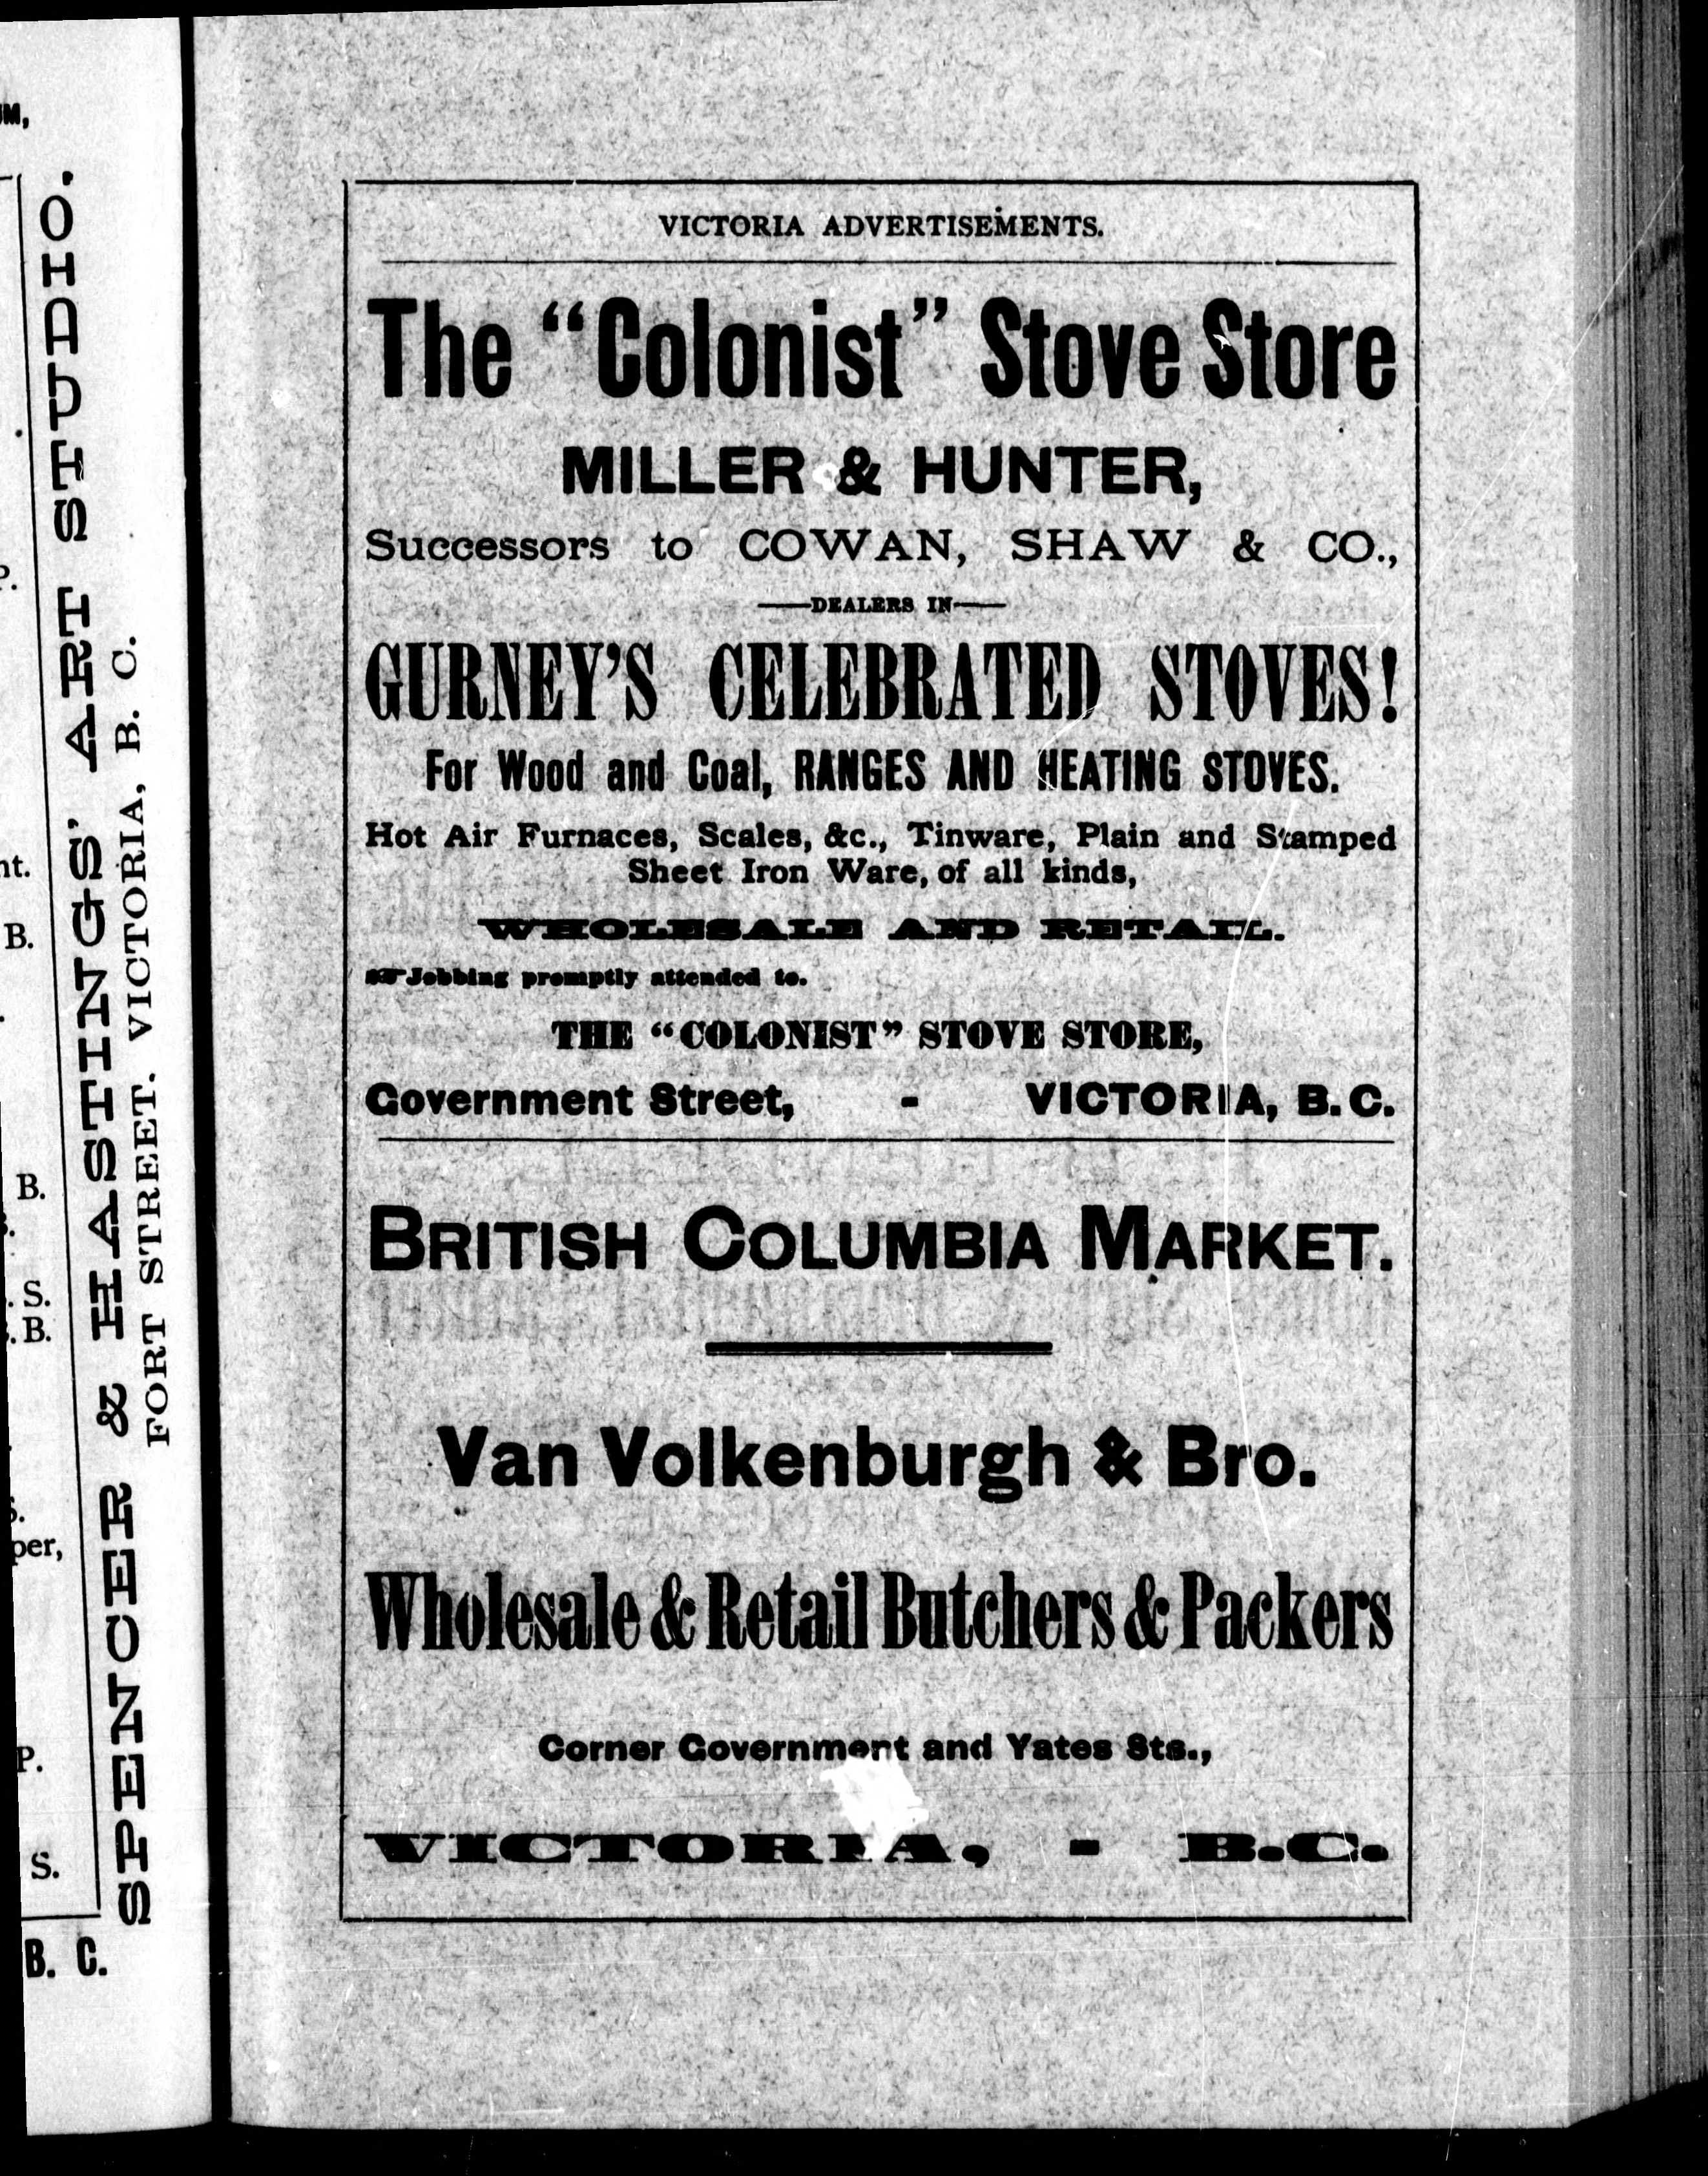 UM,
P.
nt.
B.
B.
S.
B.
per,
P.
S.
B. C.
SPENCER & HASTINGS' ART STUDIO.
FORT STREET. VICTORIA, B. C.
VICTORIA ADVERTISEMENTS.
The "Colonist" Stove Store
MILLER & HUNTER,
Successors to COWAN, SHAW & CO.,
—DEALERS IN—
GURNEY'S CELEBRATED STOVES!
For Wood and Coal, RANGES AND HEATING STOVES.
Hot Air Furnaces, Scales, &c., Tinware, Plain and Stamped
Sheet Iron Ware, of all kinds,
WHOLESALE AND RETAIL.
☞Jobbing promptly attended to.
THE "COLONIST" STOVE STORE,
Government Street, - VICTORIA, B.C.
BRITISH COLUMBIA MARKET.
Van Volkenburgh & Bro.
Wholesale & Retail Butchers & Packers
Corner Government and Yates Sts.,
VICTORIA, - B.C.